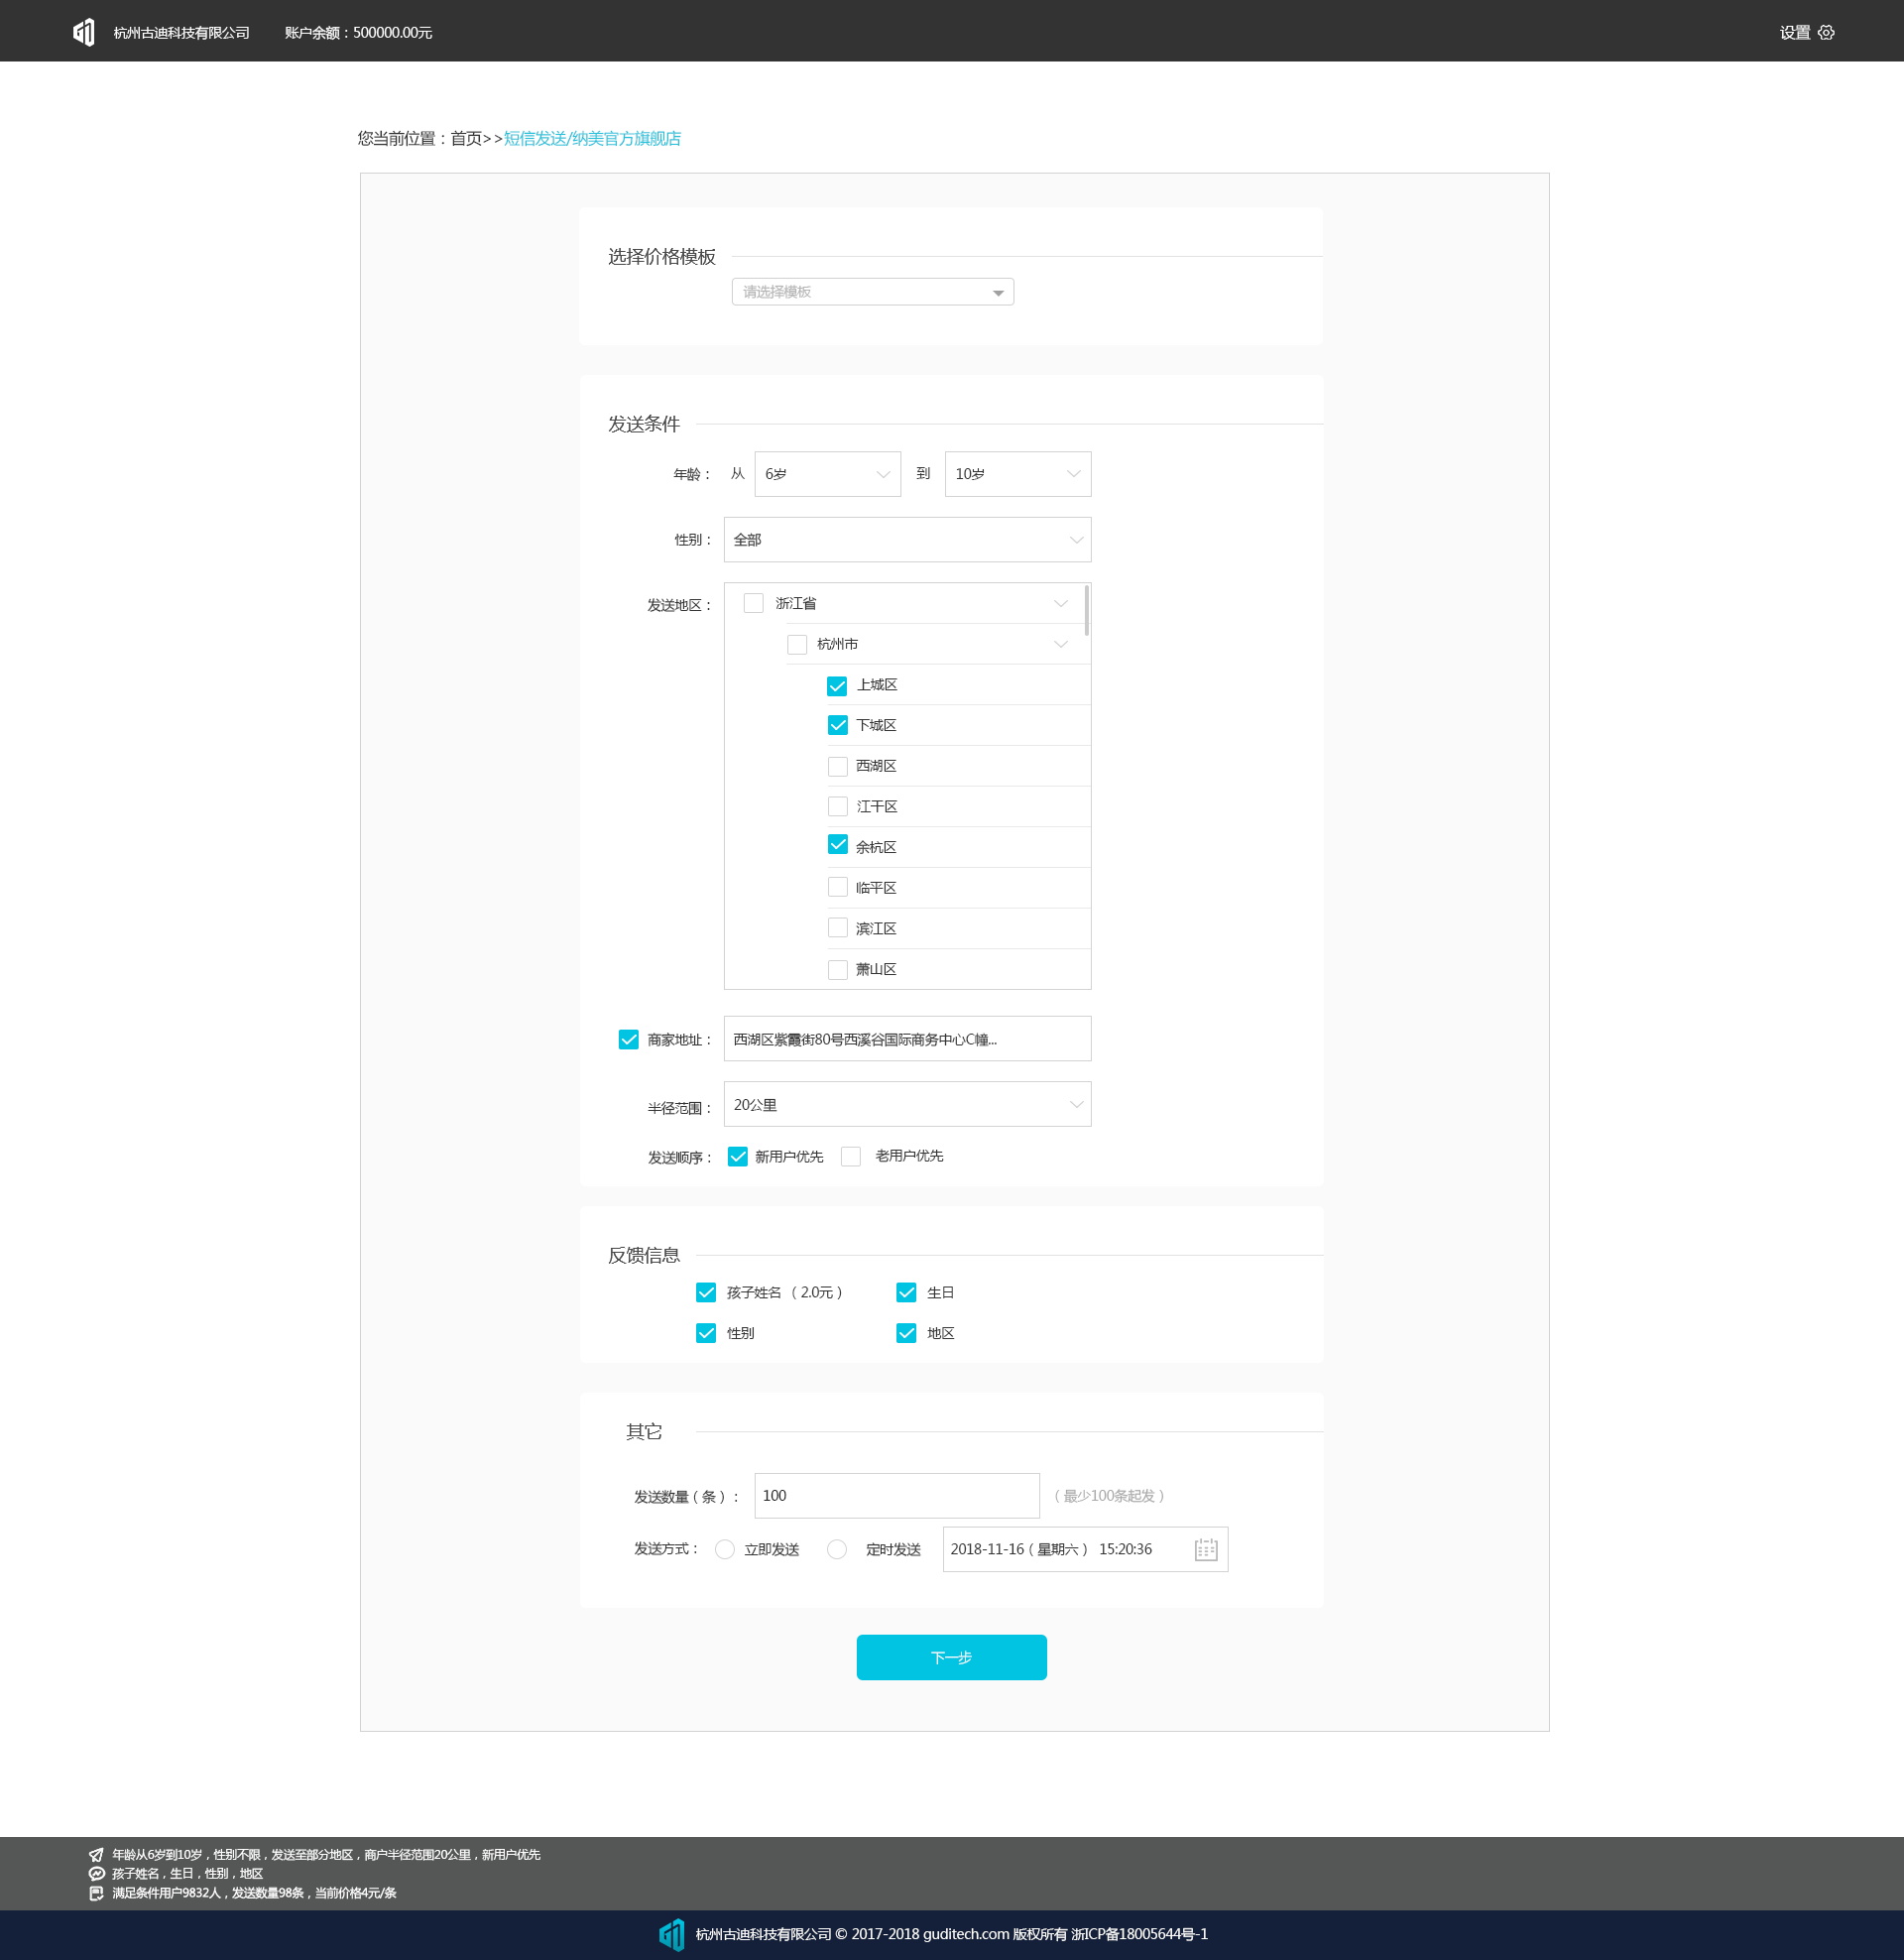 杭州古迪科技有限公司 账户余额：500000.00元 设置
您当前位置：首页>>短信发送/纳美官方旗舰店
选择价格模板
请选择模板
发送条件
年龄： 从 6岁 到 10岁
性别： 全部
发送地区： 浙江省
杭州市
上城区
下城区
西湖区
江干区
余杭区
临平区
滨江区
萧山区
商家地址： 西湖区紫霞街80号西溪谷国际商务中心C幢...
半径范围： 20公里
发送顺序： 新用户优先 老用户优先
反馈信息
孩子姓名（2.0元） 生日
性别 地区
其它
发送数量（条）： 100 （最少100条起发）
发送方式： 立即发送 定时发送 2018-11-16（星期六） 15:20:36
下一步
年龄从6岁到10岁，性别不限，发送至部分地区，商户半径范围20公里，新用户优先
孩子姓名，生日，性别，地区
满足条件用户9832人，发送数量98条，当前价格4元/条
杭州古迪科技有限公司 © 2017-2018 guditech.com 版权所有 浙ICP备18005644号-1